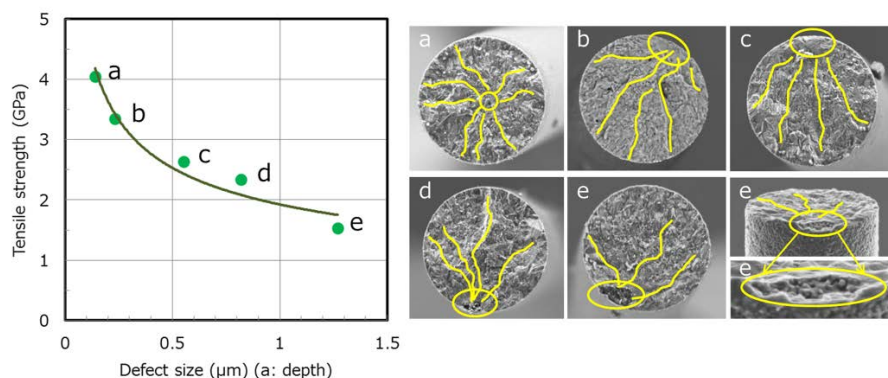 5
4
3
2
1
0
0
0.5
1
1.5
Tensile strength (GPa)
Defect size (μm) (a: depth)
a
b
c
d
e
a
b
c
d
e
e
e